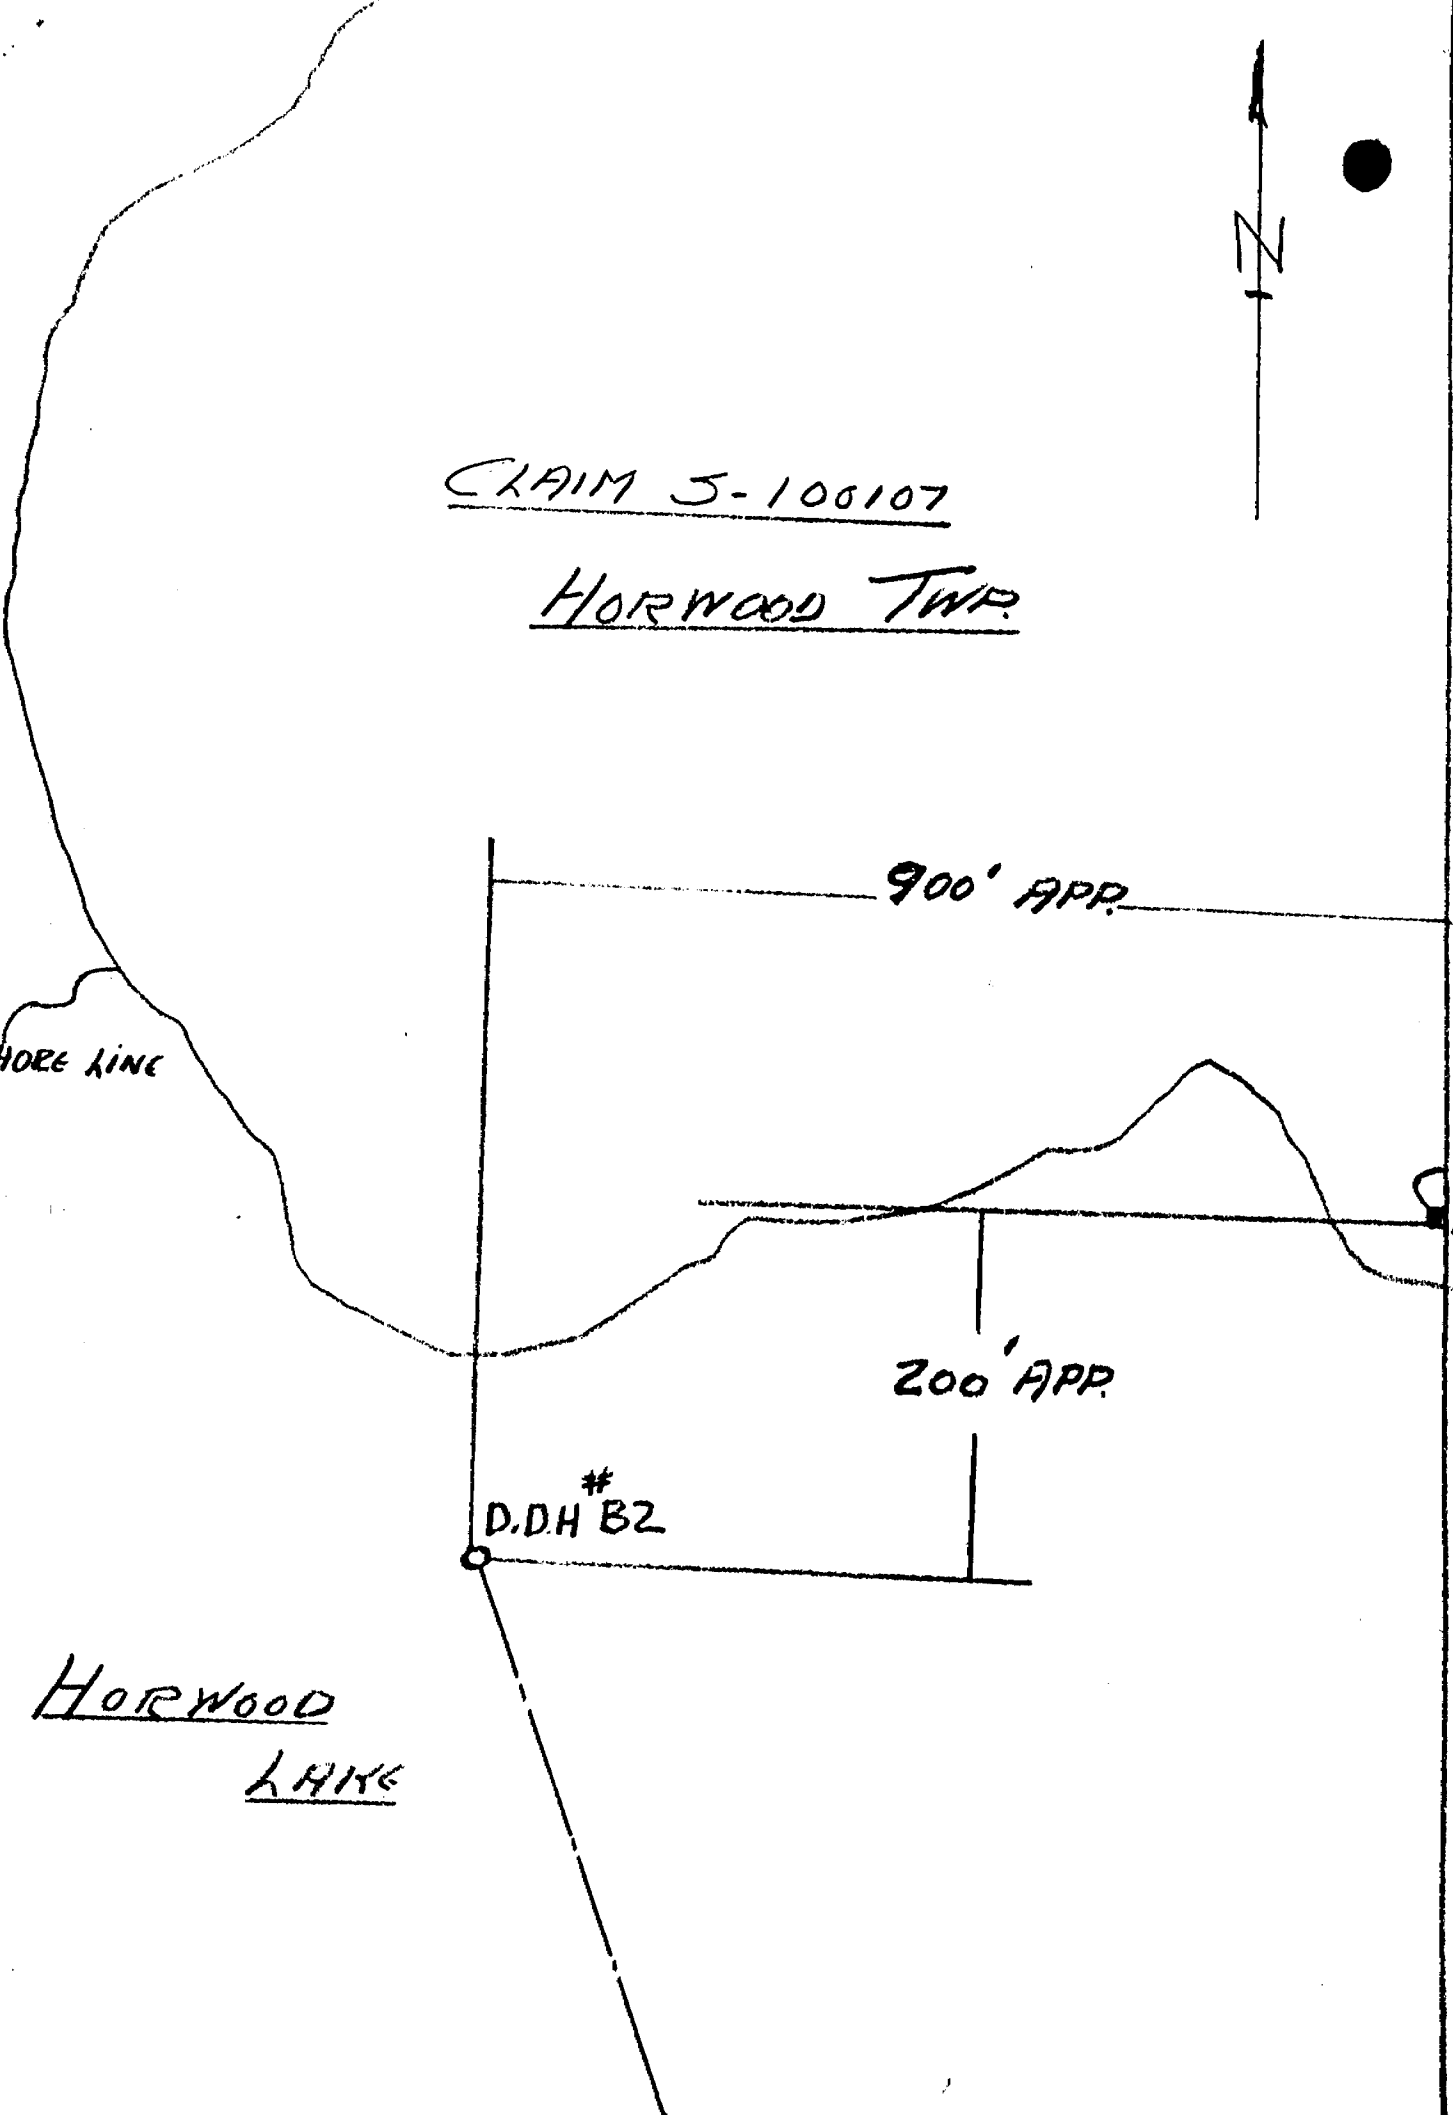 N
CLAIM S-100107
HORWOOD TWP.
900' APP.
HORE LINE
200' APP.
D.D.H #B2
HORWOOD
LAKE